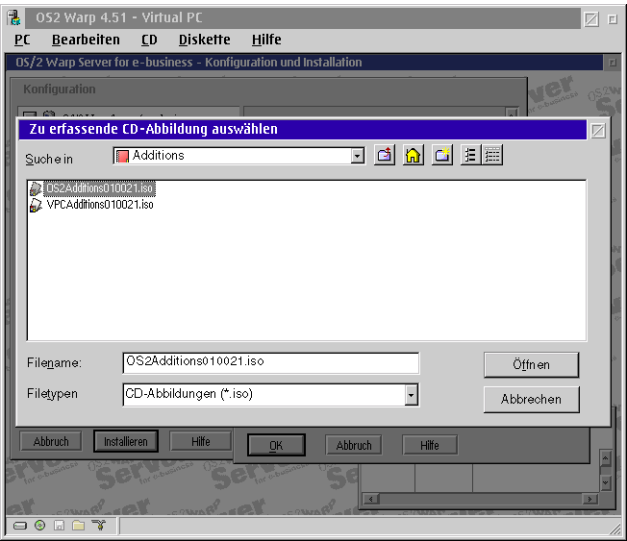 OS2 Warp 4.51 - Virtual PC
PC Bearbeiten CD Diskette Hilfe
OS/2 Warp Server for e-business - Konfiguration und Installation
Konfiguration
Zu erfassende CD-Abbildung auswählen
Suche in Additions
OS2Additions010021.iso
VPCAdditions010021.iso
Filename: OS2Additions010021.iso Öffnen
Filetypen CD-Abbildungen (*.iso) Abbrechen
Abbruch Installieren Hilfe OK Abbruch Hilfe